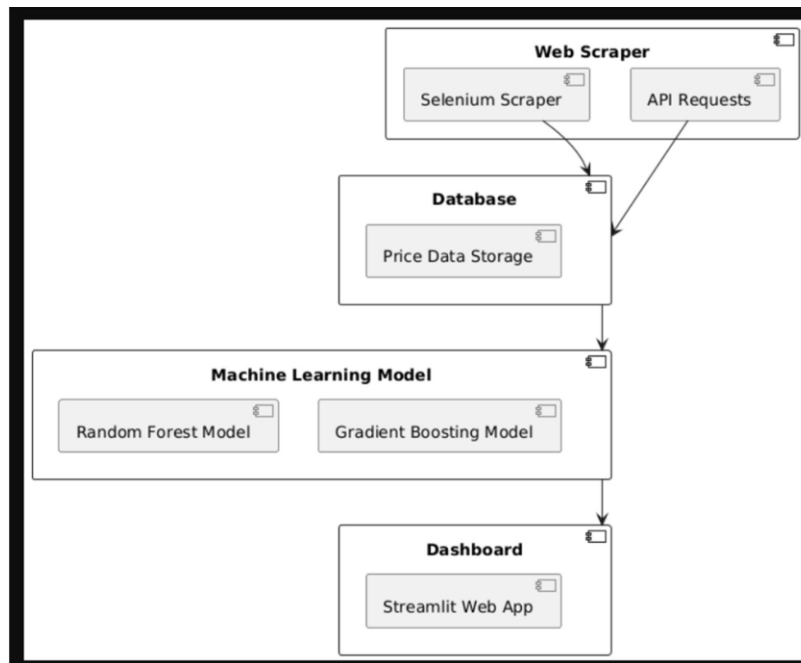 Web Scraper
Selenium Scraper
API Requests
Database
Price Data Storage
Machine Learning Model
Random Forest Model
Gradient Boosting Model
Dashboard
Streamlit Web App